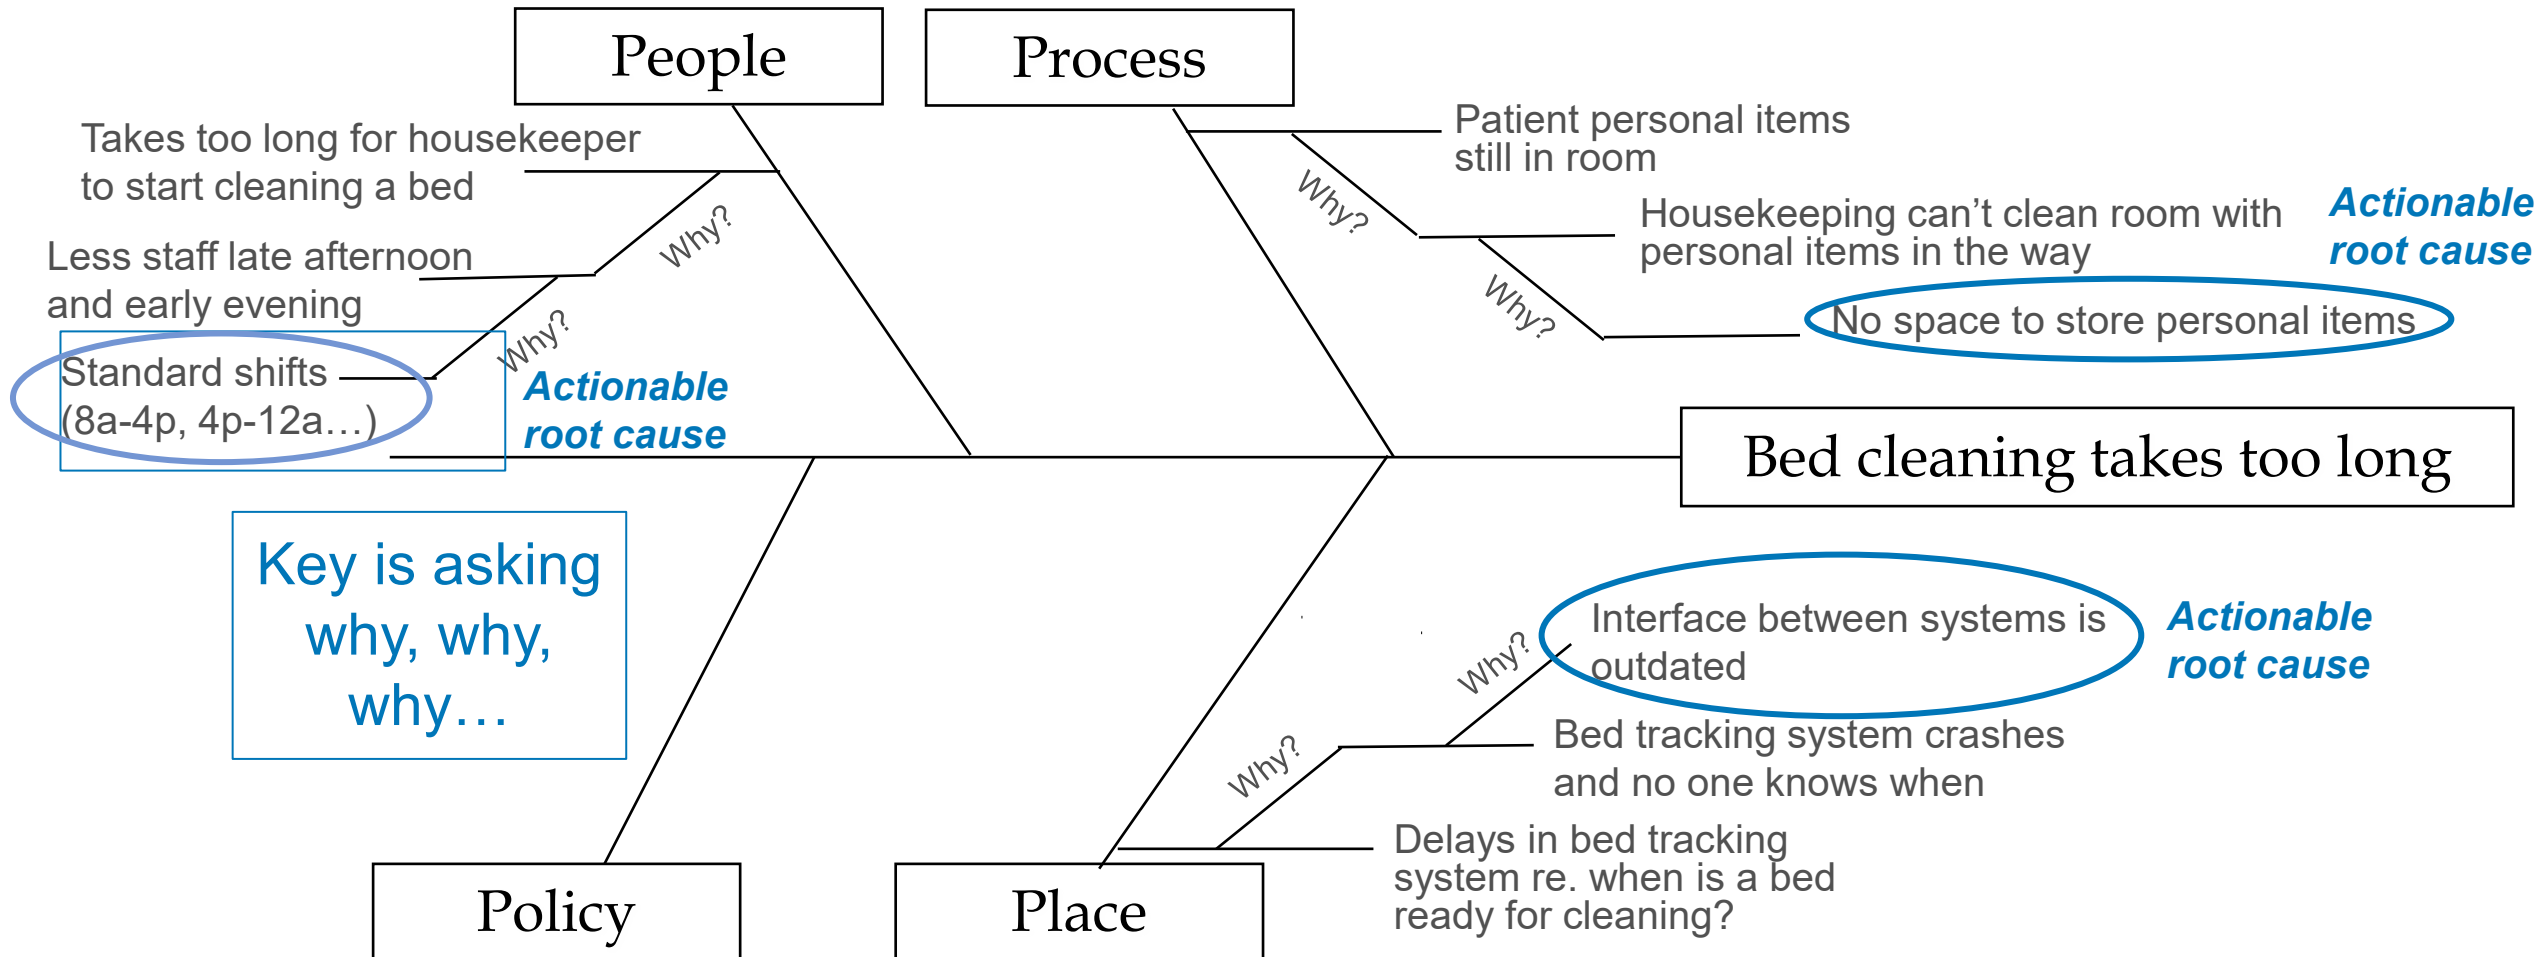 People
Process
Takes too long for housekeeper
to start cleaning a bed
Why?
Less staff late afternoon
and early evening
Why?
Standard shifts
(8a-4p, 4p-12a…)
Actionable
root cause
Patient personal items
still in room
Why?
Housekeeping can’t clean room with
personal items in the way
Why?
Actionable
root cause
No space to store personal items
Bed cleaning takes too long
Key is asking
why, why,
why…
Interface between systems is
outdated
Actionable
root cause
Why?
Bed tracking system crashes
and no one knows when
Why?
Delays in bed tracking
system re. when is a bed
ready for cleaning?
Policy
Place